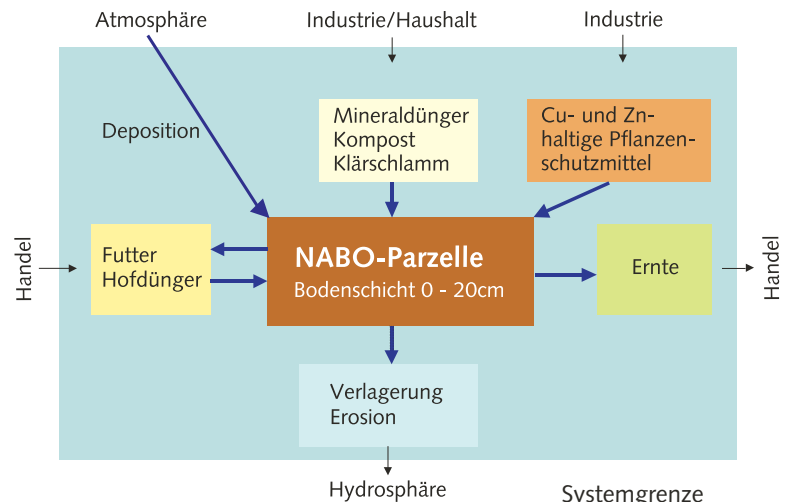 Atmosphäre
Industrie/Haushalt
Industrie
Deposition
Mineraldünger
Kompost
Klärschlamm
Cu- und Zn-
haltige Pflanzen-
schutzmittel
Handel
Futter
Hofdünger
NABO-Parzelle
Bodenschicht 0 - 20cm
Ernte
Handel
Verlagerung
Erosion
Hydrosphäre
Systemgrenze